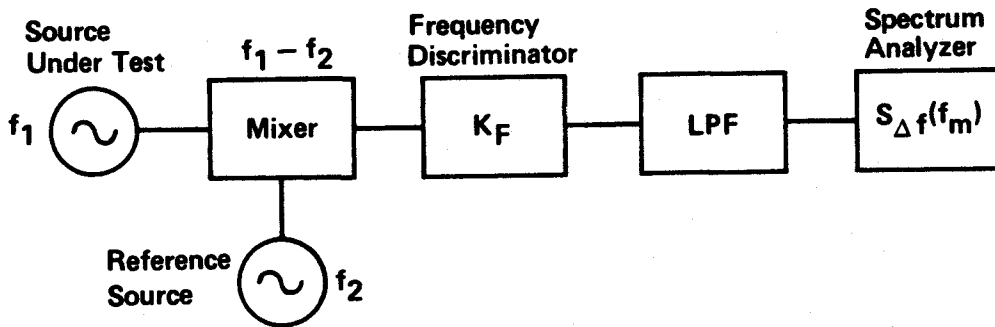 Source
Under Test
f1
f1 − f2
Mixer
Reference
Source
f2
Frequency
Discriminator
KF
LPF
Spectrum
Analyzer
SΔf(fm)